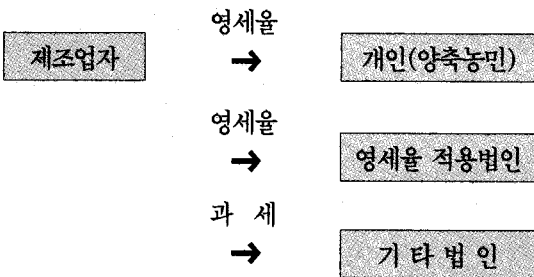 영세율
제조업자 → 개인(양축농민)
영세율
→ 영세율 적용법인
과 세
→ 기 타 법 인